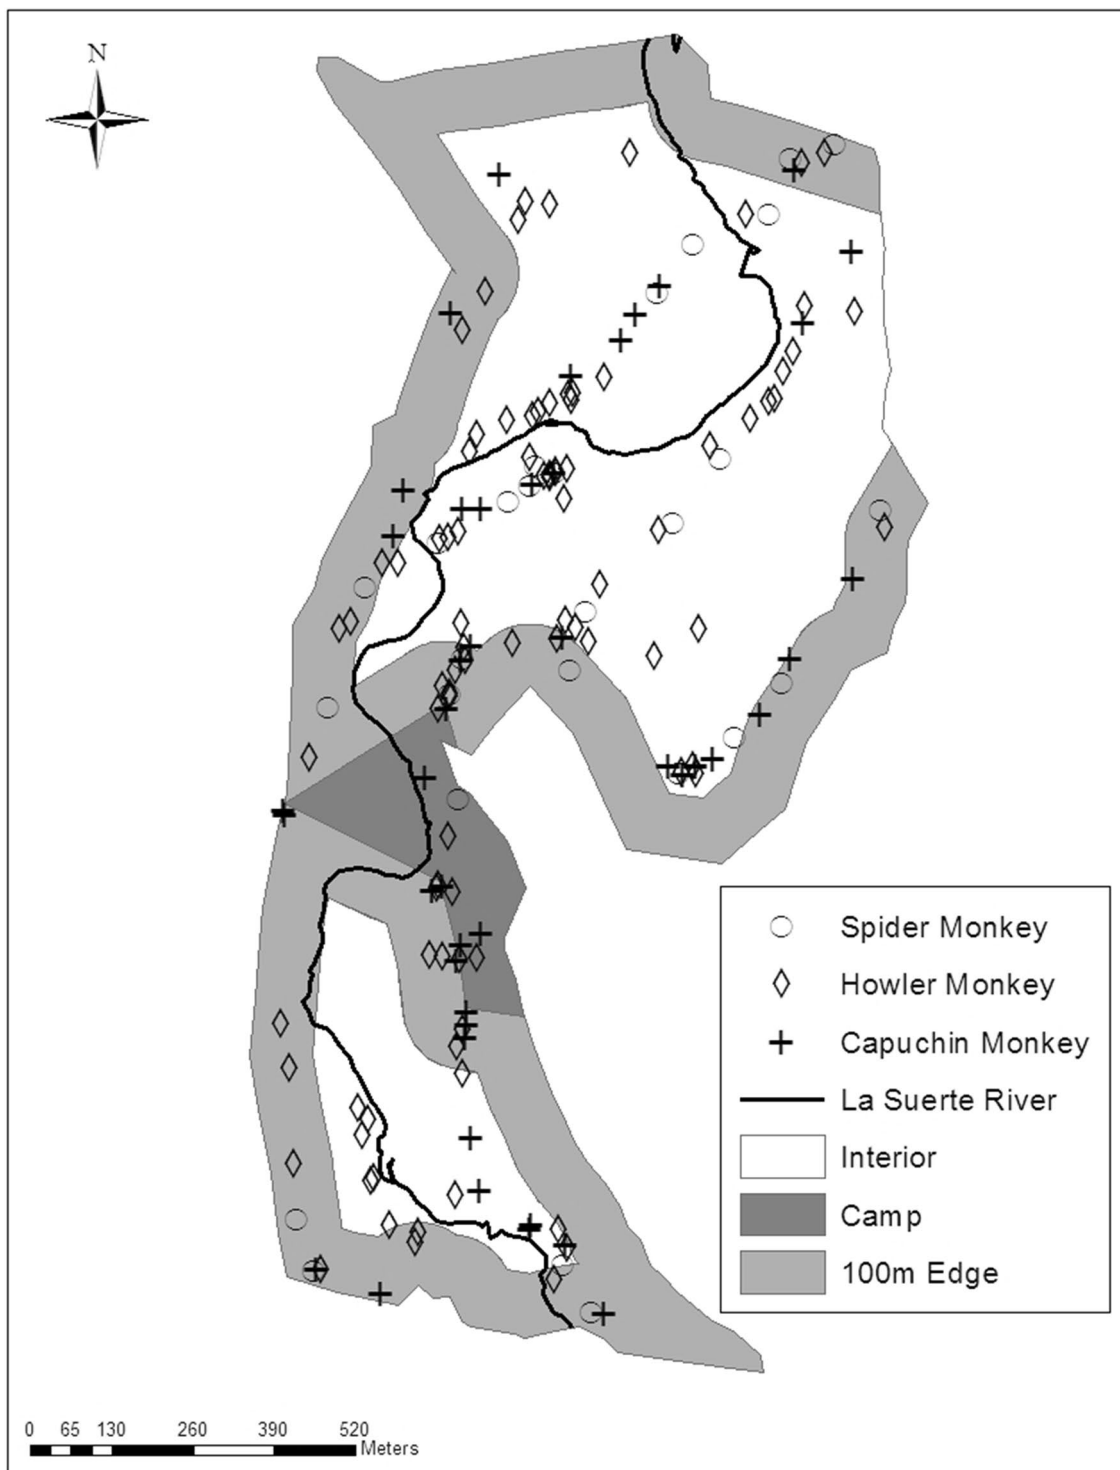 N
Spider Monkey
Howler Monkey
Capuchin Monkey
La Suerte River
Interior
Camp
100m Edge
0 65 130 260 390 520
Meters